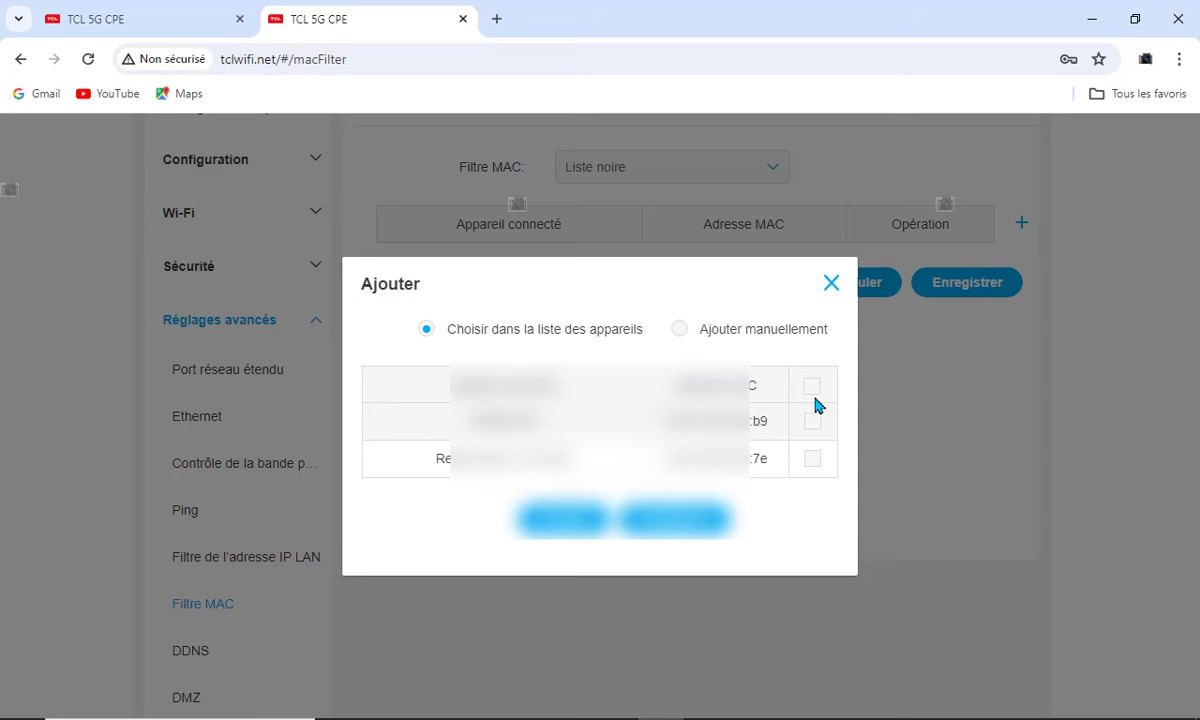 TCL 5G CPE
TCL 5G CPE
Non sécurisé
tclwifi.net/#/macFilter
Gmail
YouTube
Maps
Tous les favoris
Configuration
Wi-Fi
Sécurité
Réglages avancés
Port réseau étendu
Ethernet
Contrôle de la bande p...
Ping
Filtre de l'adresse IP LAN
Filtre MAC
DDNS
DMZ
Filtre MAC:
Liste noire
Appareil connecté
Adresse MAC
Opération
uler
Enregistrer
Ajouter
Choisir dans la liste des appareils
Ajouter manuellement
C
:b9
Re
:7e